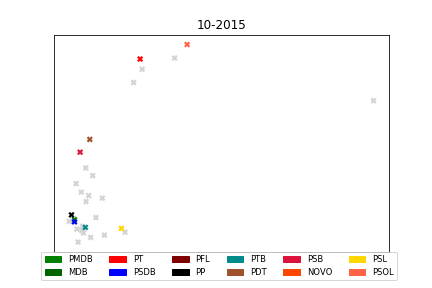 10-2015
PMDB PT PFL PTB PSB PSL
MDB PSDB PP PDT NOVO PSOL